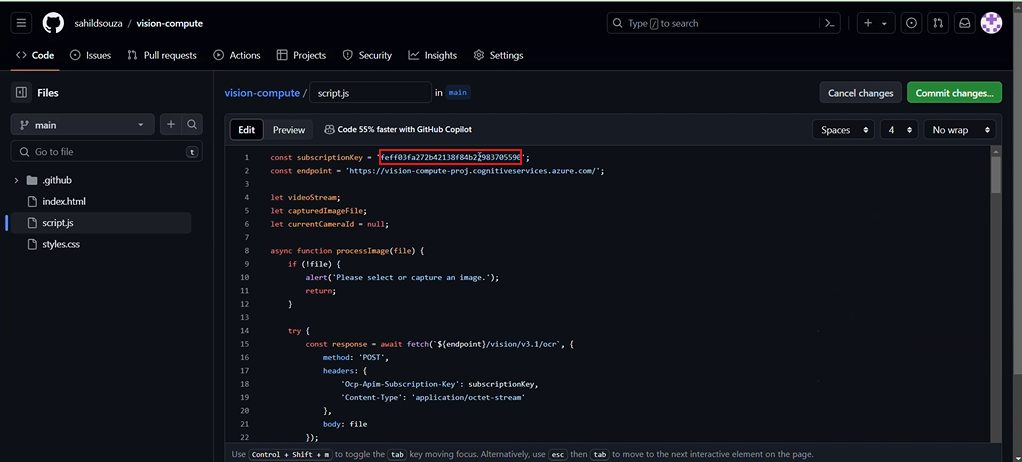 sahildsouza / vision-compute
Type / to search
Code Issues Pull requests Actions Projects Security Insights Settings
Files
main
Go to file t
.github
index.html
script.js
styles.css
vision-compute / script.js in main
Cancel changes Commit changes...
Edit Preview Code 55% faster with GitHub Copilot
Spaces 4 No wrap
1 const subscriptionKey = ' ';
2 const endpoint = 'https://vision-compute-proj.cognitiveservices.azure.com/';
3
4 let videoStream;
5 let capturedImageFile;
6 let currentCameraId = null;
7
8 async function processImage(file) {
9 if (!file) {
10 alert('Please select or capture an image.');
11 return;
12 }
13
14 try {
15 const response = await fetch(`${endpoint}/vision/v3.1/ocr`, {
16 method: 'POST',
17 headers: {
18 'Ocp-Apim-Subscription-Key': subscriptionKey,
19 'Content-Type': 'application/octet-stream'
20 },
21 body: file
22 });
Use Control + Shift + m to toggle the tab key moving focus. Alternatively, use esc then tab to move to the next interactive element on the page.